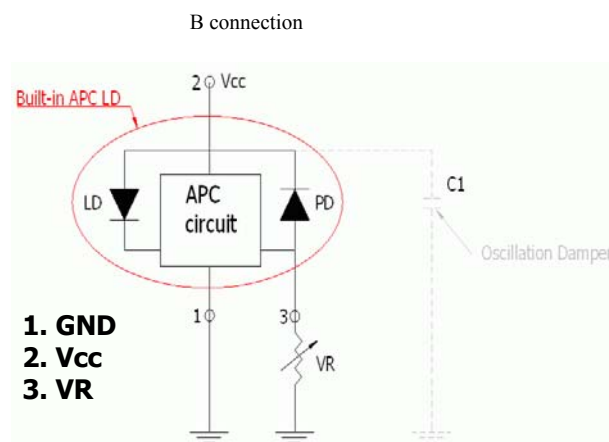 B connection
2 Vcc
Built-in APC LD
LD
APC
circuit
PD
C1
Oscillation Damper
1
3
VR
1. GND
2. Vcc
3. VR